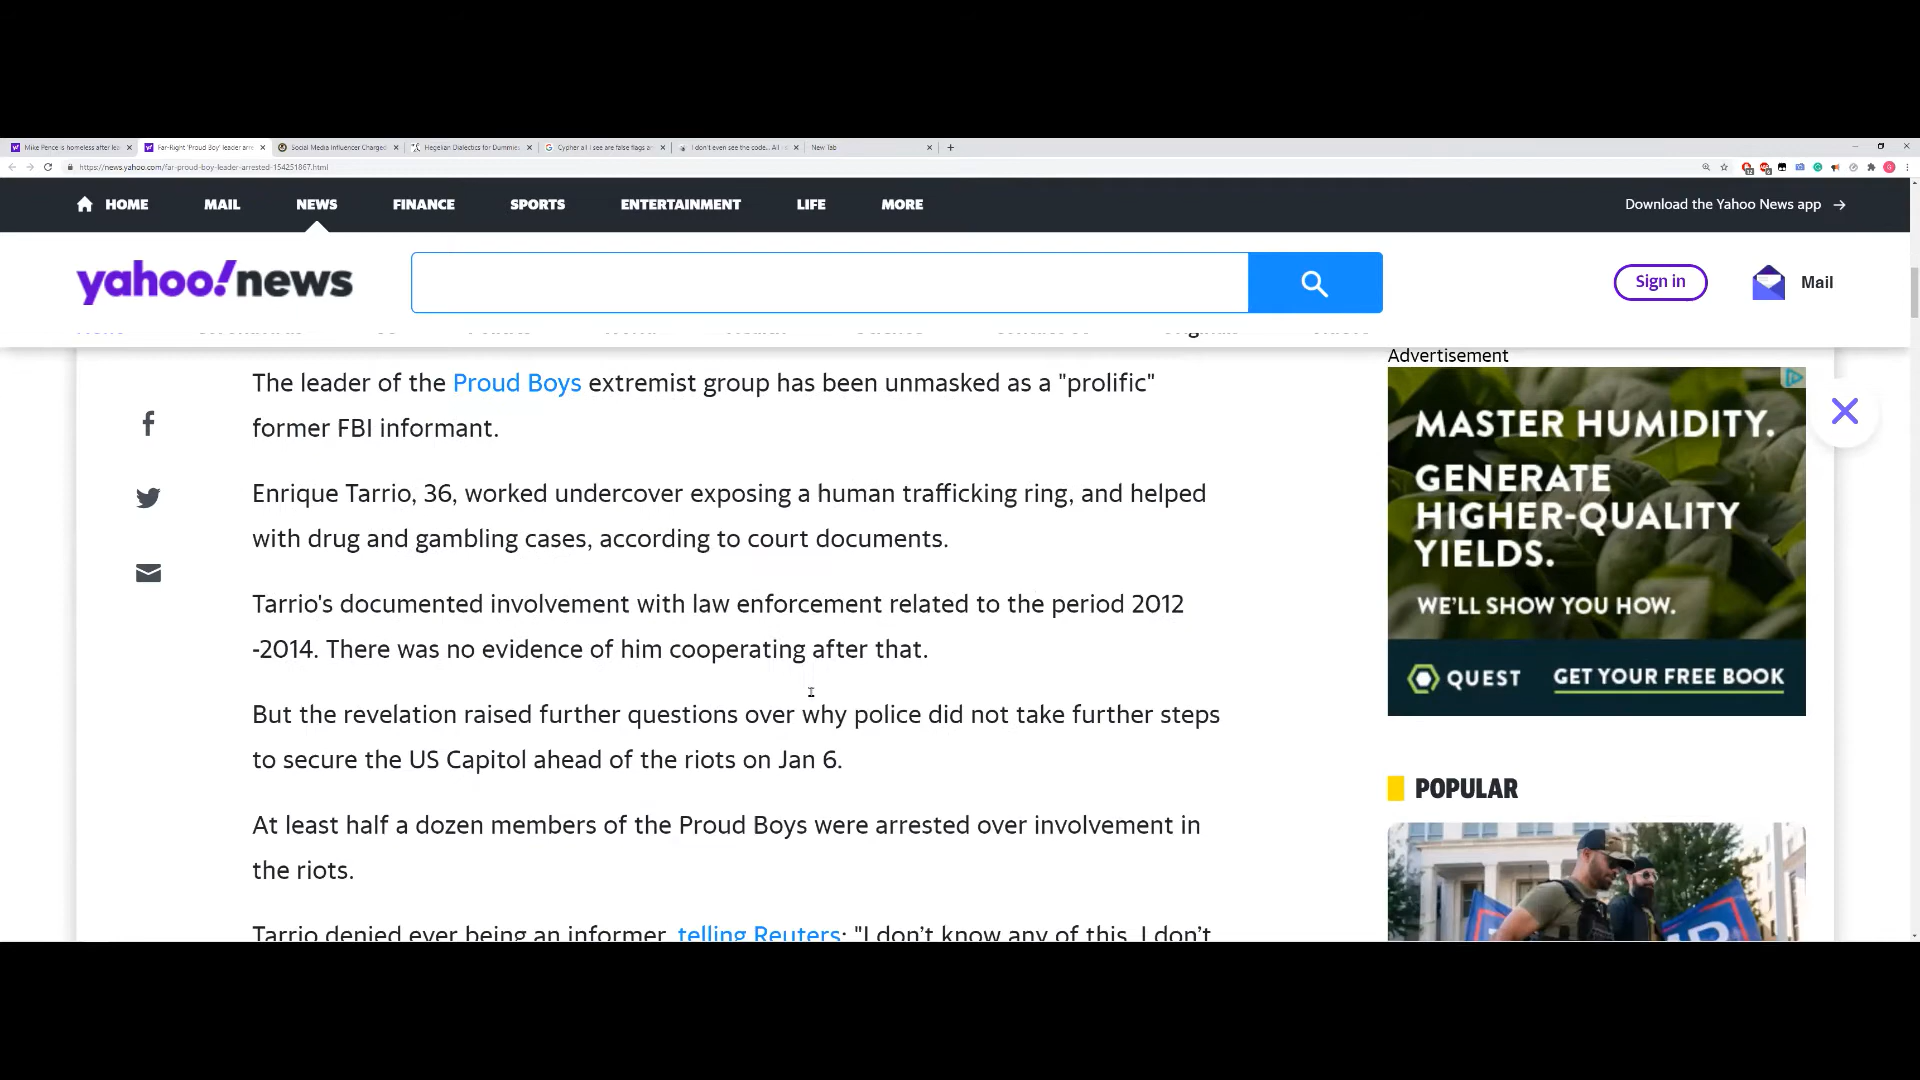 Mike Pence is homeless after lea
Far-Right 'Proud Boy' leader arre
Social Media Influencer Charged
Hegelian Dialectics for Dummies
Cypher all I see are false flags a
I don't even see the code... All
New Tab
https://news.yahoo.com/far-proud-boy-leader-arrested-154251867.html
HOME MAIL NEWS FINANCE SPORTS ENTERTAINMENT LIFE MORE
Download the Yahoo News app
yahoo!news
Sign in
Mail
The leader of the Proud Boys extremist group has been unmasked as a "prolific"
former FBI informant.
Enrique Tarrio, 36, worked undercover exposing a human trafficking ring, and helped
with drug and gambling cases, according to court documents.
Tarrio's documented involvement with law enforcement related to the period 2012
-2014. There was no evidence of him cooperating after that.
But the revelation raised further questions over why police did not take further steps
to secure the US Capitol ahead of the riots on Jan 6.
At least half a dozen members of the Proud Boys were arrested over involvement in
the riots.
Tarrio denied ever being an informer, telling Reuters: "I don't know any of this. I don't
Advertisement
MASTER HUMIDITY.
GENERATE
HIGHER-QUALITY
YIELDS.
WE'LL SHOW YOU HOW.
QUEST
GET YOUR FREE BOOK
POPULAR